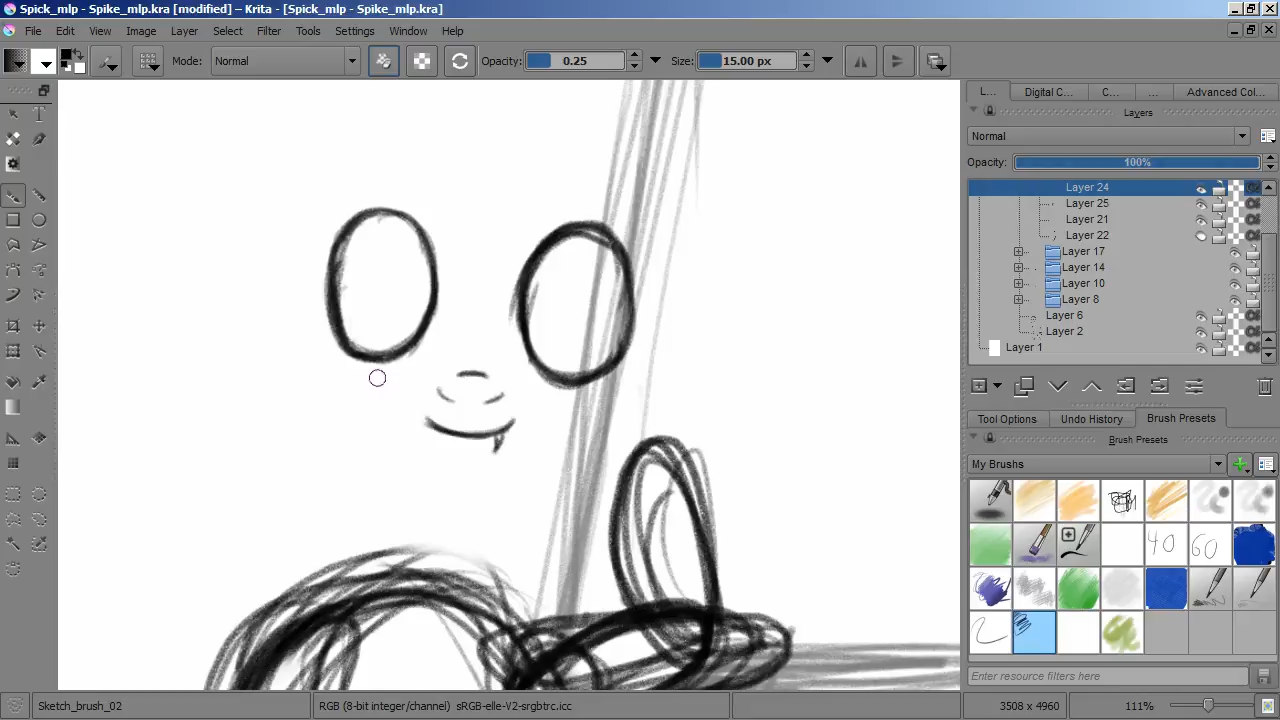 Spick_mlp - Spike_mlp.kra [modified] – Krita - [Spick_mlp - Spike_mlp.kra]
File Edit View Image Layer Select Filter Tools Settings Window Help
Mode: Normal Opacity: 0.25 Size: 15.00 px
L... Digital C... C... ... Advanced Col...
Layers
Normal
Opacity: 100%
Layer 24
Layer 25
Layer 21
Layer 22
Layer 17
Layer 14
Layer 10
Layer 8
Layer 6
Layer 2
Layer 1
Tool Options Undo History Brush Presets
Brush Presets
My Brushs
40 60
Enter resource filters here
Sketch_brush_02 RGB (8-bit integer/channel) sRGB-elle-V2-srgbtrc.icc 3508 x 4960 111%